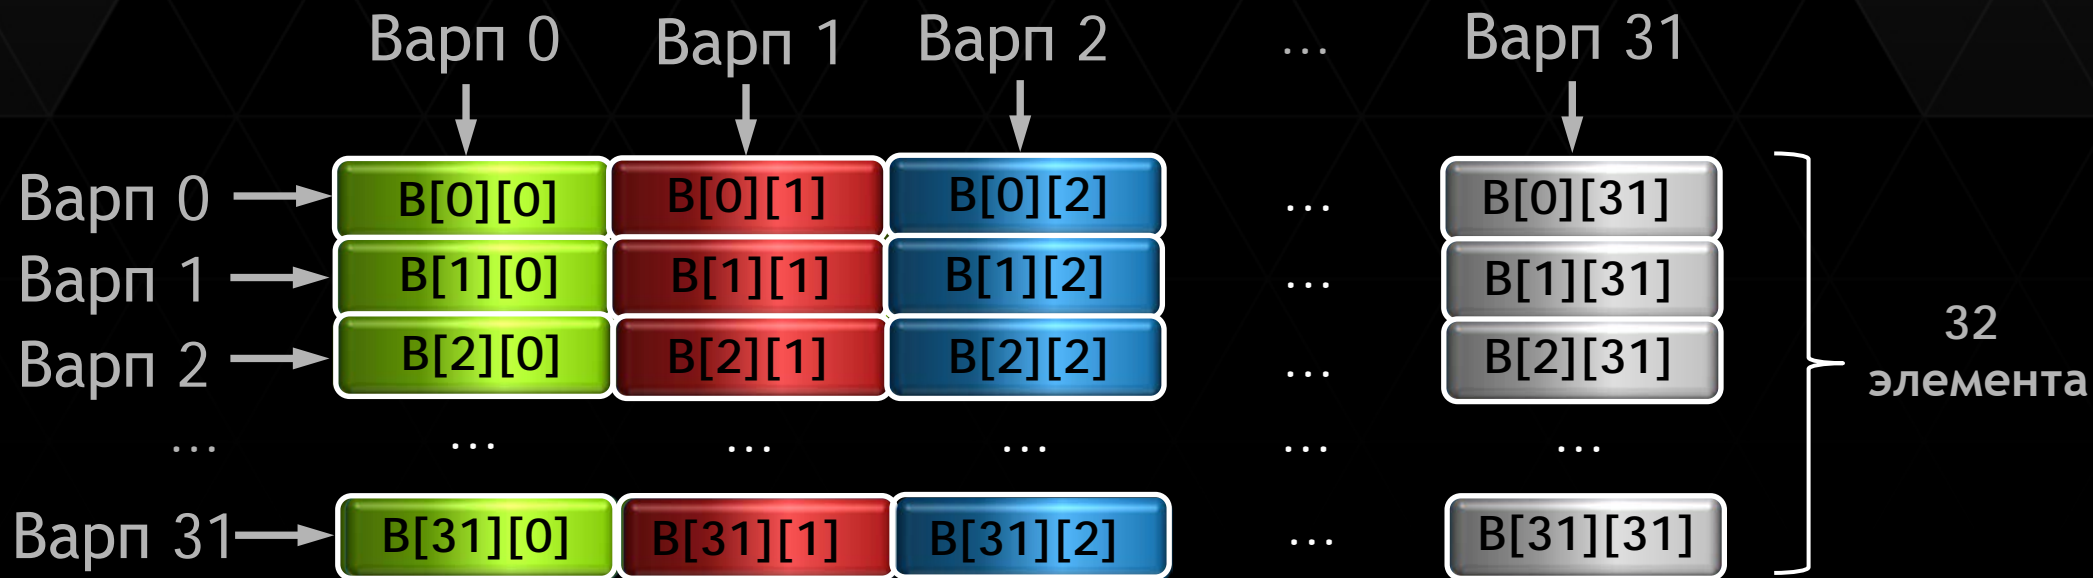 Варп 0 Варп 1 Варп 2 ... Варп 31
Варп 0 B[0][0] B[0][1] B[0][2] ... B[0][31]
Варп 1 B[1][0] B[1][1] B[1][2] ... B[1][31]
Варп 2 B[2][0] B[2][1] B[2][2] ... B[2][31]
... ... ... ... ... ...
Варп 31 B[31][0] B[31][1] B[31][2] ... B[31][31]
32
элемента